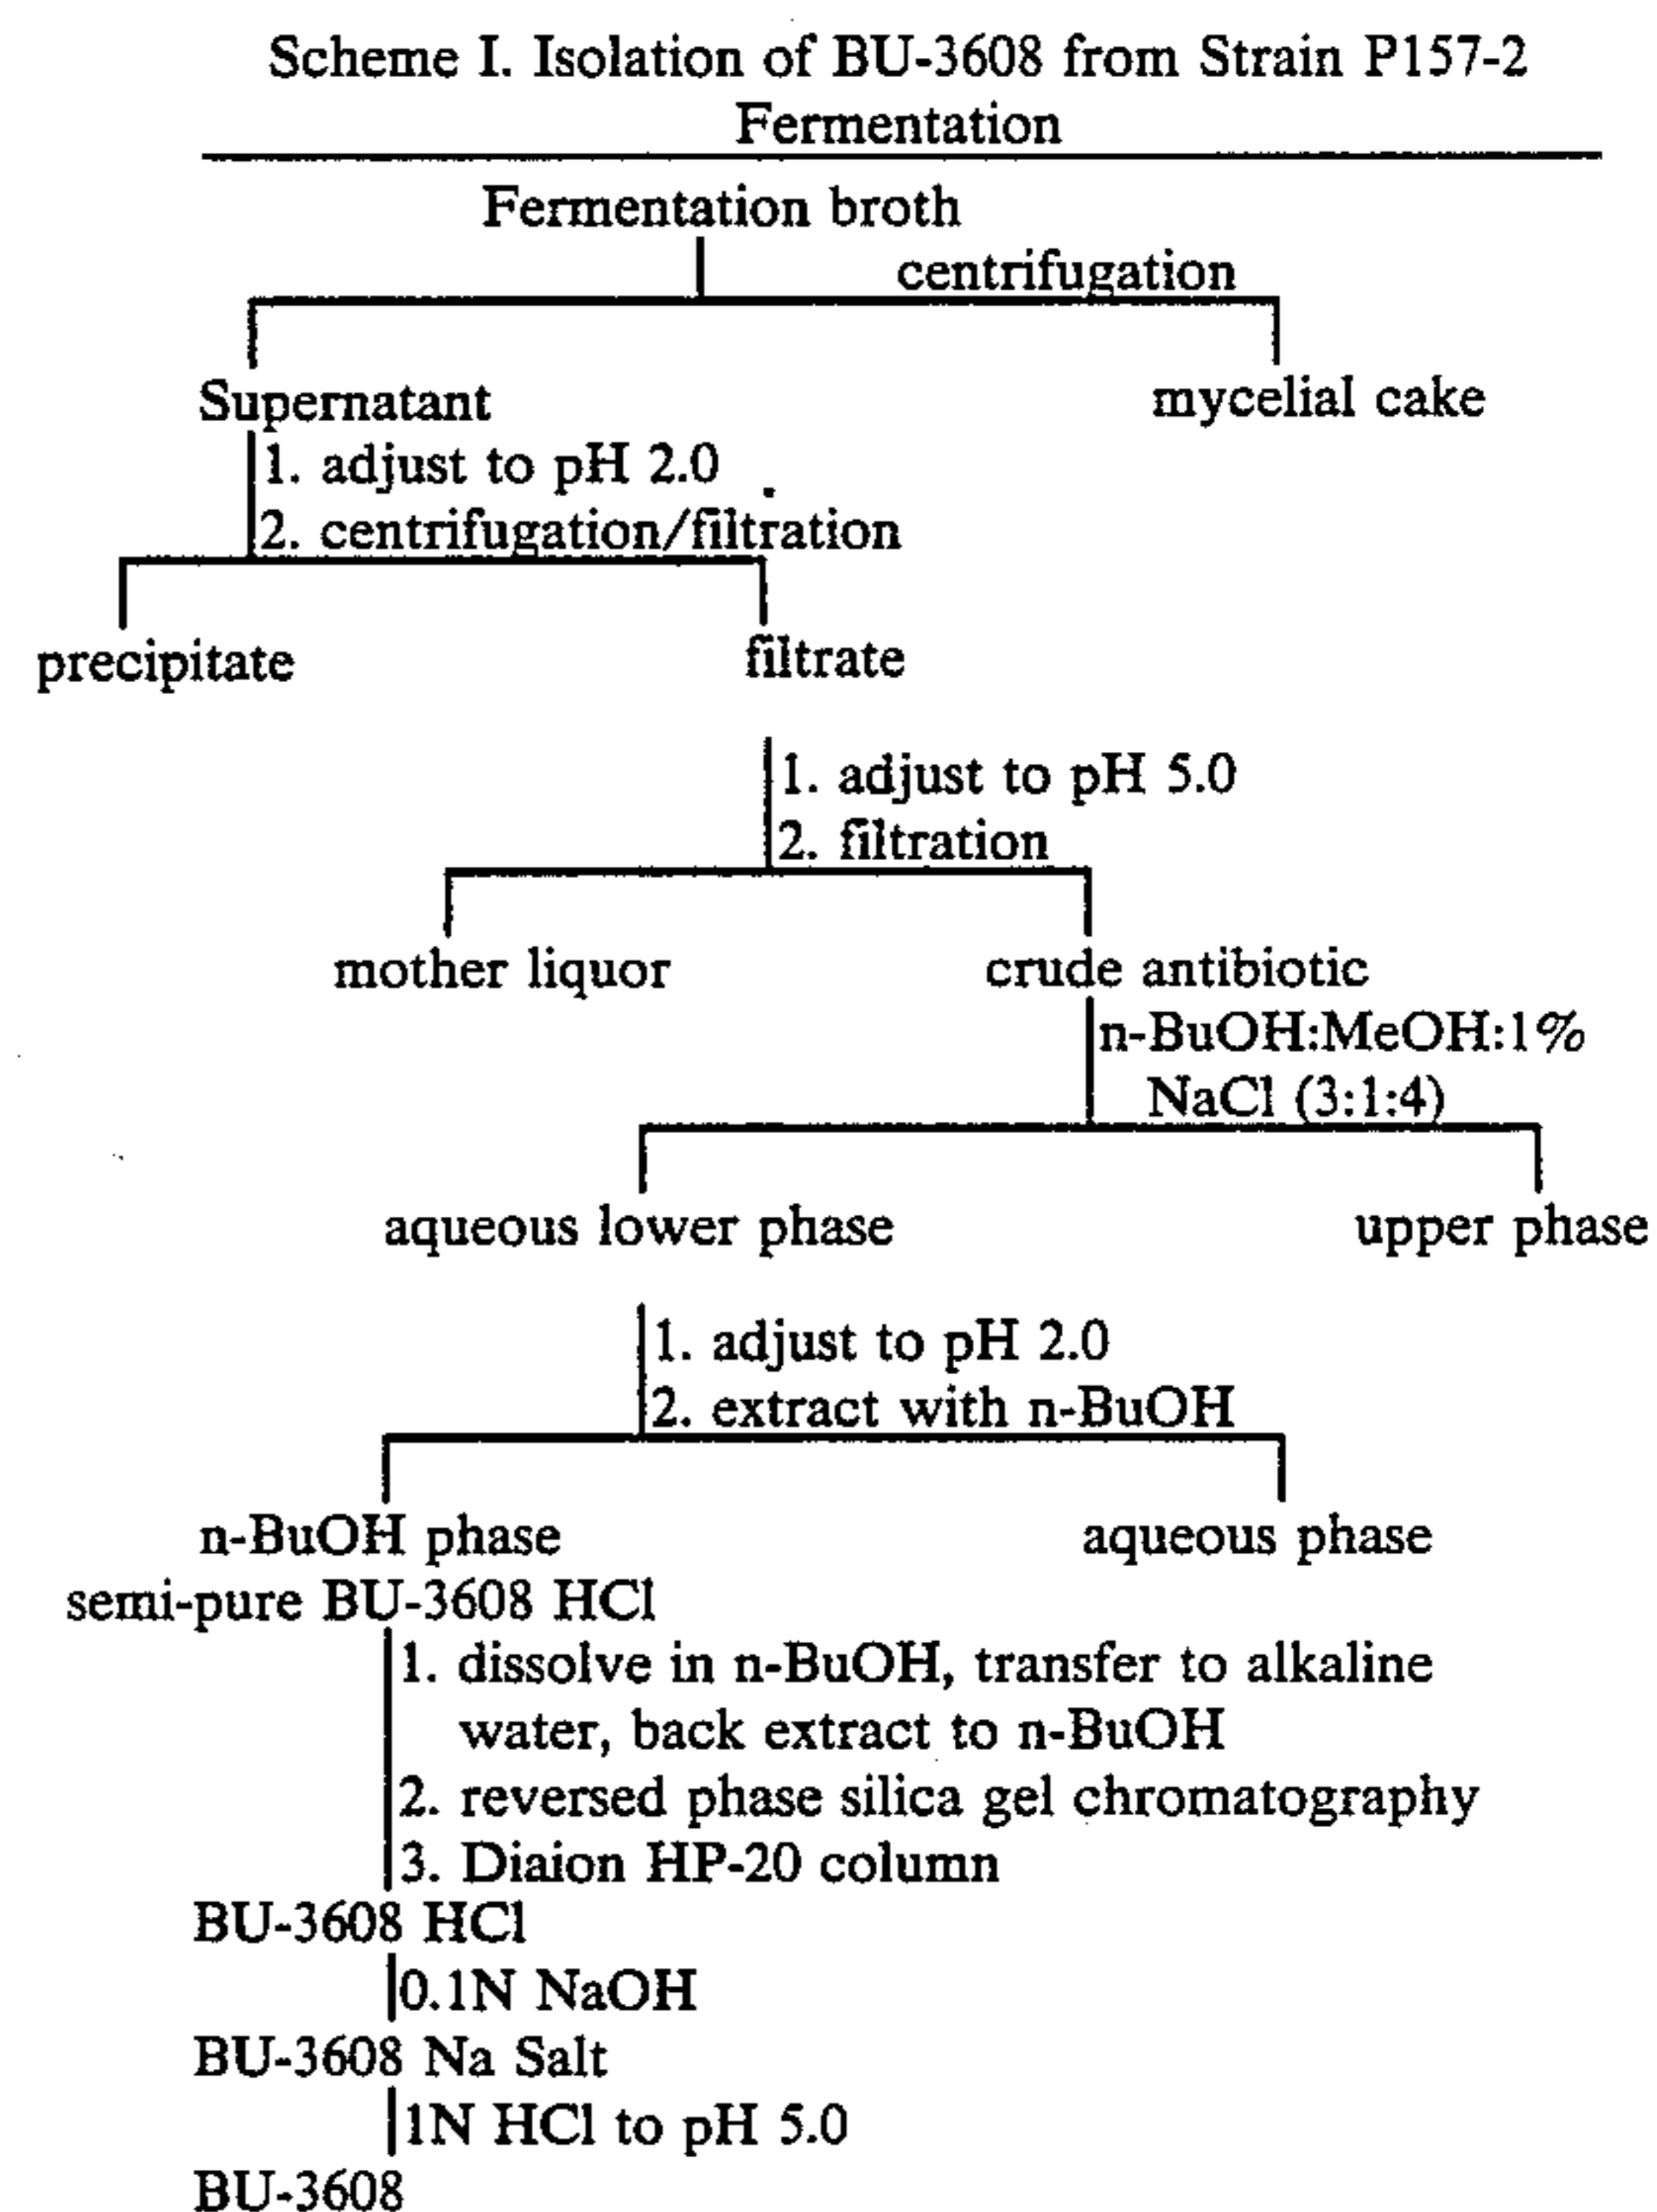 Scheme I. Isolation of BU-3608 from Strain P157-2
Fermentation
Fermentation broth
centrifugation
Supernatant
mycelial cake
1. adjust to pH 2.0
2. centrifugation/filtration
precipitate
filtrate
1. adjust to pH 5.0
2. filtration
mother liquor
crude antibiotic
n-BuOH:MeOH:1%
NaCl (3:1:4)
aqueous lower phase
upper phase
1. adjust to pH 2.0
2. extract with n-BuOH
n-BuOH phase
aqueous phase
semi-pure BU-3608 HCl
1. dissolve in n-BuOH, transfer to alkaline
water, back extract to n-BuOH
2. reversed phase silica gel chromatography
3. Diaion HP-20 column
BU-3608 HCl
0.1N NaOH
BU-3608 Na Salt
1N HCl to pH 5.0
BU-3608